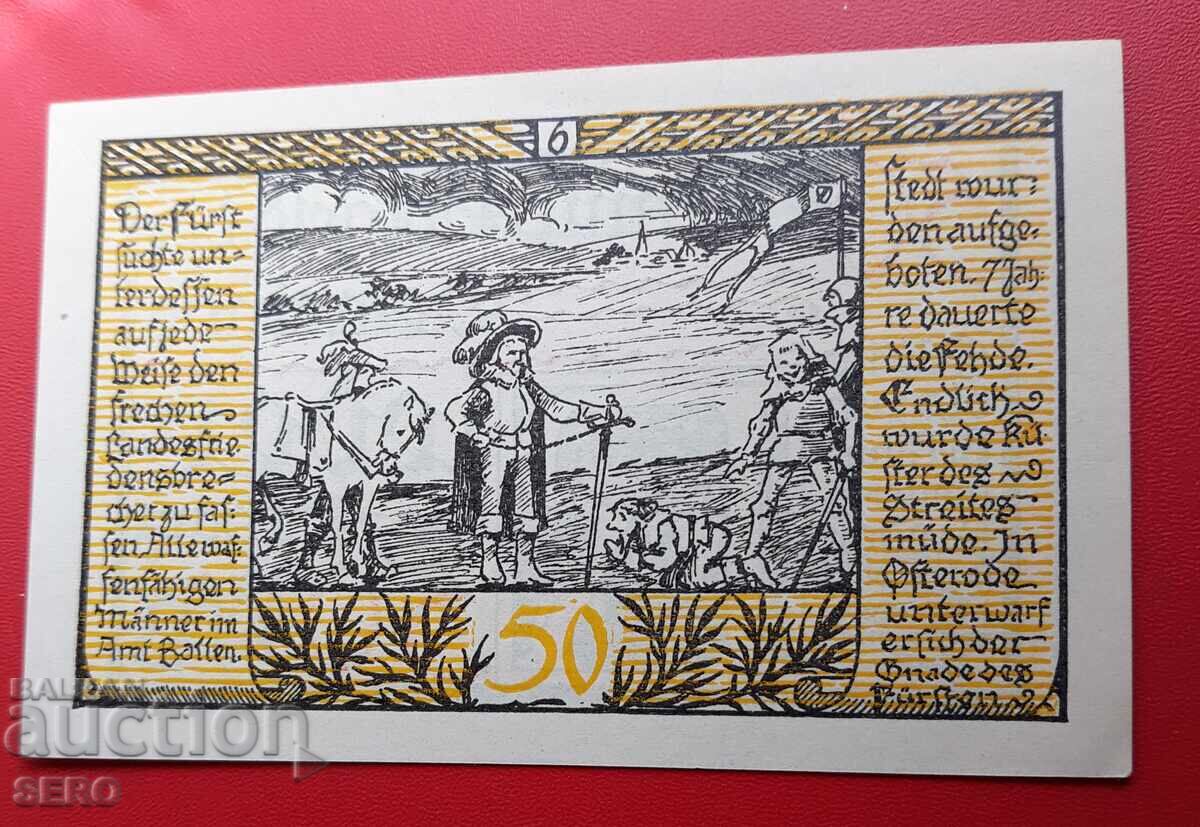 6
Der Fürst
suchte un-
terdessen
auf jede
Weise den
frechen
Landesfrie-
densbre-
cher zu fas-
sen. Alle waf-
fenfähigen
Männer im
Amt Ballen-
stedt wur-
den aufge-
boten. 7 Jah-
re dauerte
die Fehde.
Endlich
wurde Kü-
ster des
Streites
müde. In
Osterode
unterwarf
er sich der
Gnade des
Fürsten
50
BALKAN
auction
SERO